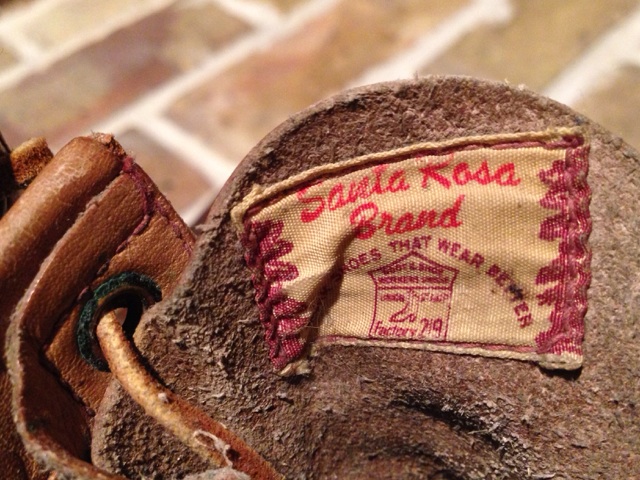 Santa Rosa
Brand
SHOES THAT WEAR BETTER
Factory 219